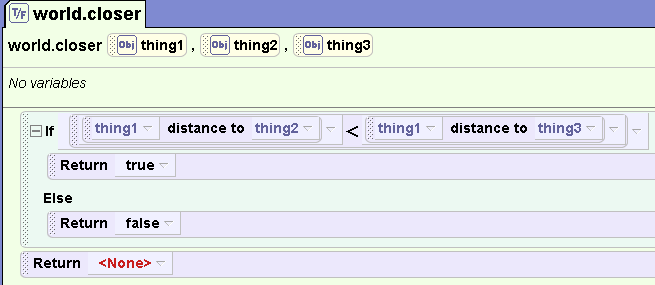 T/F world.closer
world.closer Obj thing1 , Obj thing2 , Obj thing3
No variables
If thing1 distance to thing2 < thing1 distance to thing3
Return true
Else
Return false
Return <None>